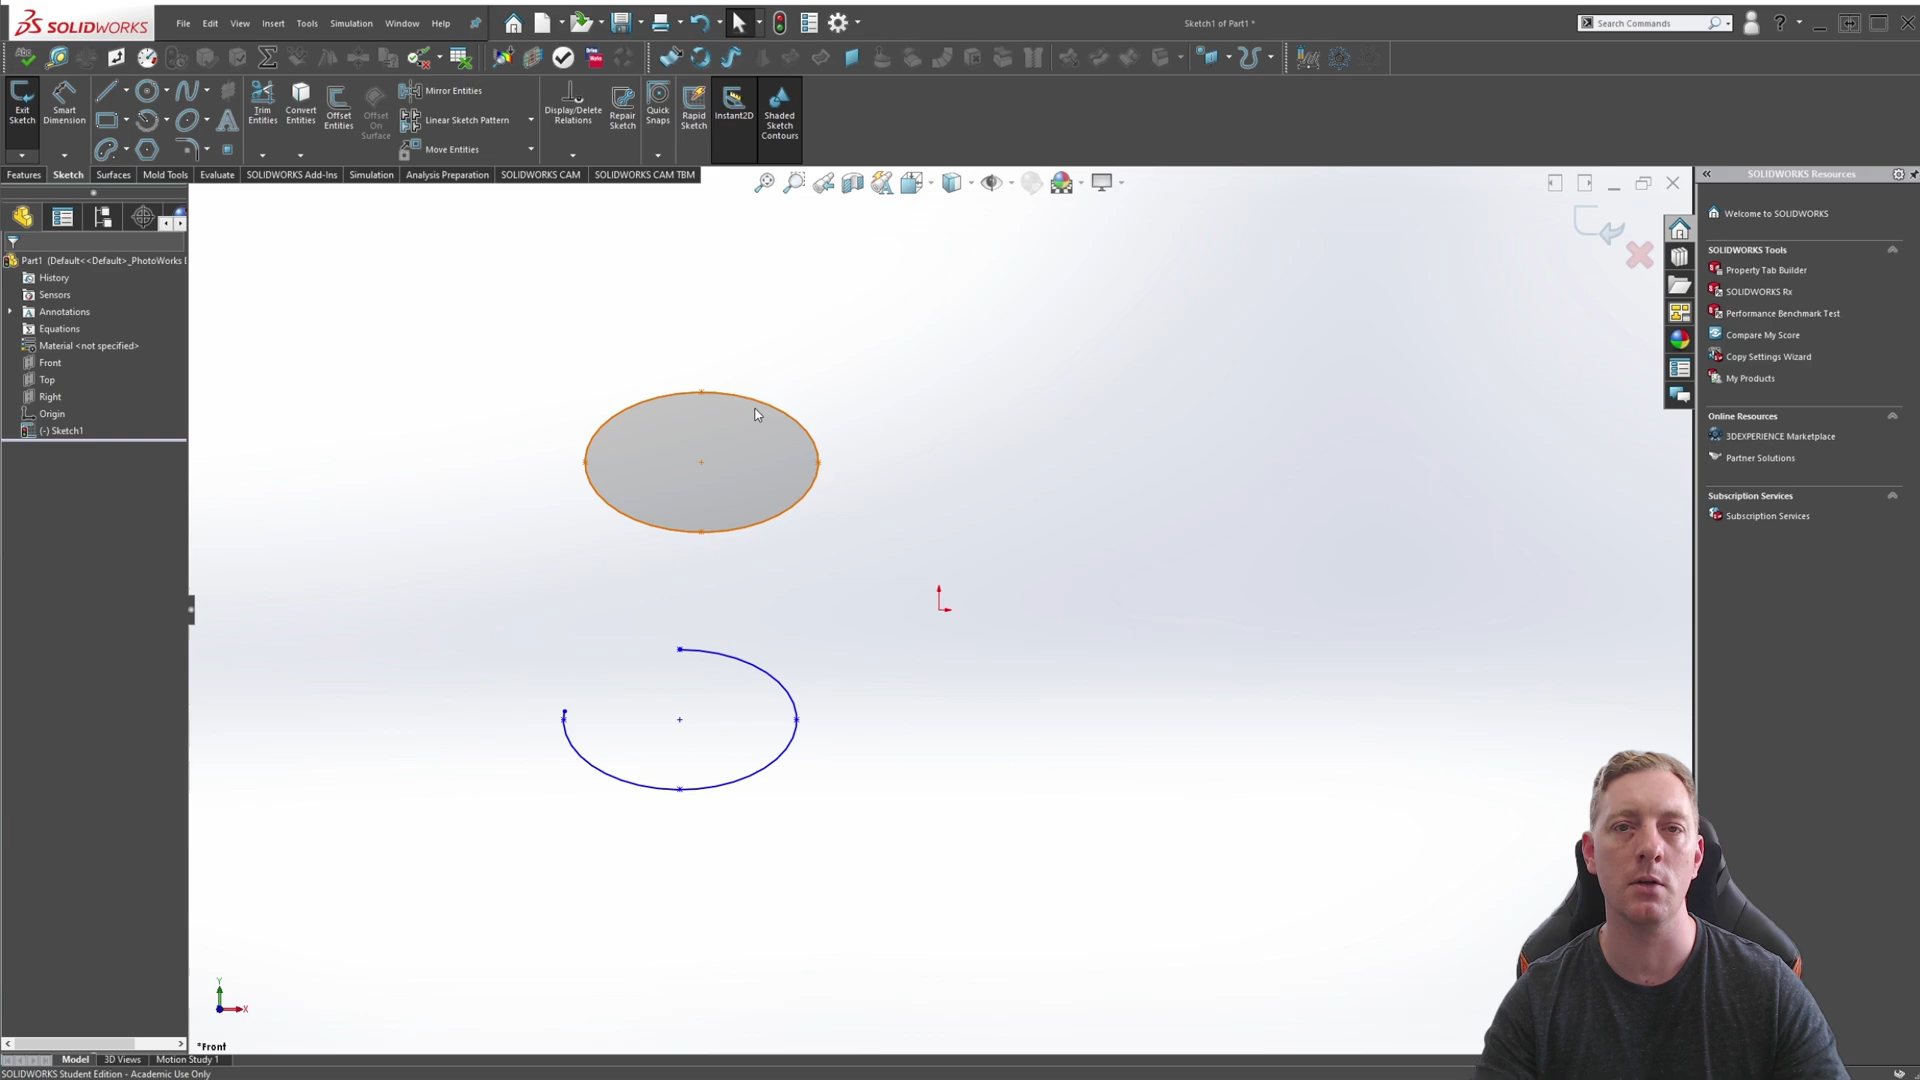 SOLIDWORKS
File Edit View Insert Tools Simulation Window Help
Sketch1 of Part1 *
Search Commands
Exit Sketch
Smart Dimension
Trim Entities
Convert Entities
Offset Entities
Offset On Surface
Mirror Entities
Linear Sketch Pattern
Move Entities
Display/Delete Relations
Repair Sketch
Quick Snaps
Rapid Sketch
Instant2D
Shaded Sketch Contours
Features Sketch Surfaces Mold Tools Evaluate SOLIDWORKS Add-Ins Simulation Analysis Preparation SOLIDWORKS CAM SOLIDWORKS CAM TBM
Part1 (Default<<Default>_PhotoWorks
History
Sensors
Annotations
Equations
Material <not specified>
Front
Top
Right
Origin
(-) Sketch1
SOLIDWORKS Resources
Welcome to SOLIDWORKS
SOLIDWORKS Tools
Property Tab Builder
SOLIDWORKS Rx
Performance Benchmark Test
Compare My Score
Copy Settings Wizard
My Products
Online Resources
3DEXPERIENCE Marketplace
Partner Solutions
Subscription Services
Subscription Services
Y
X
*Front
Model 3D Views Motion Study 1
SOLIDWORKS Student Edition - Academic Use Only